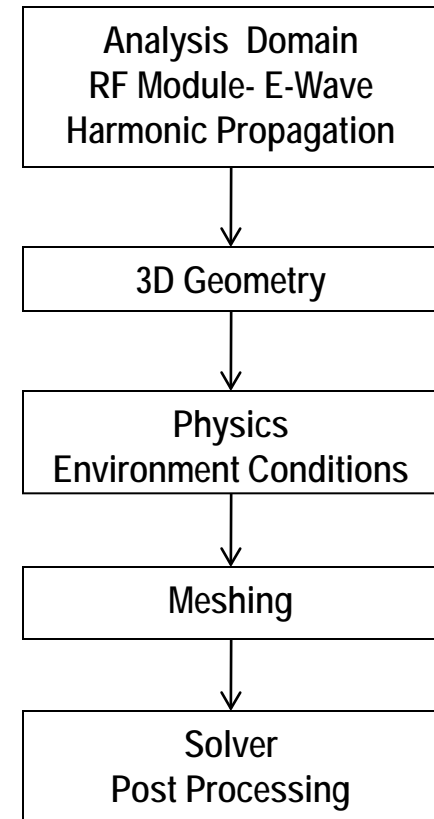 Analysis Domain
RF Module- E-Wave
Harmonic Propagation
3D Geometry
Physics
Environment Conditions
Meshing
Solver
Post Processing